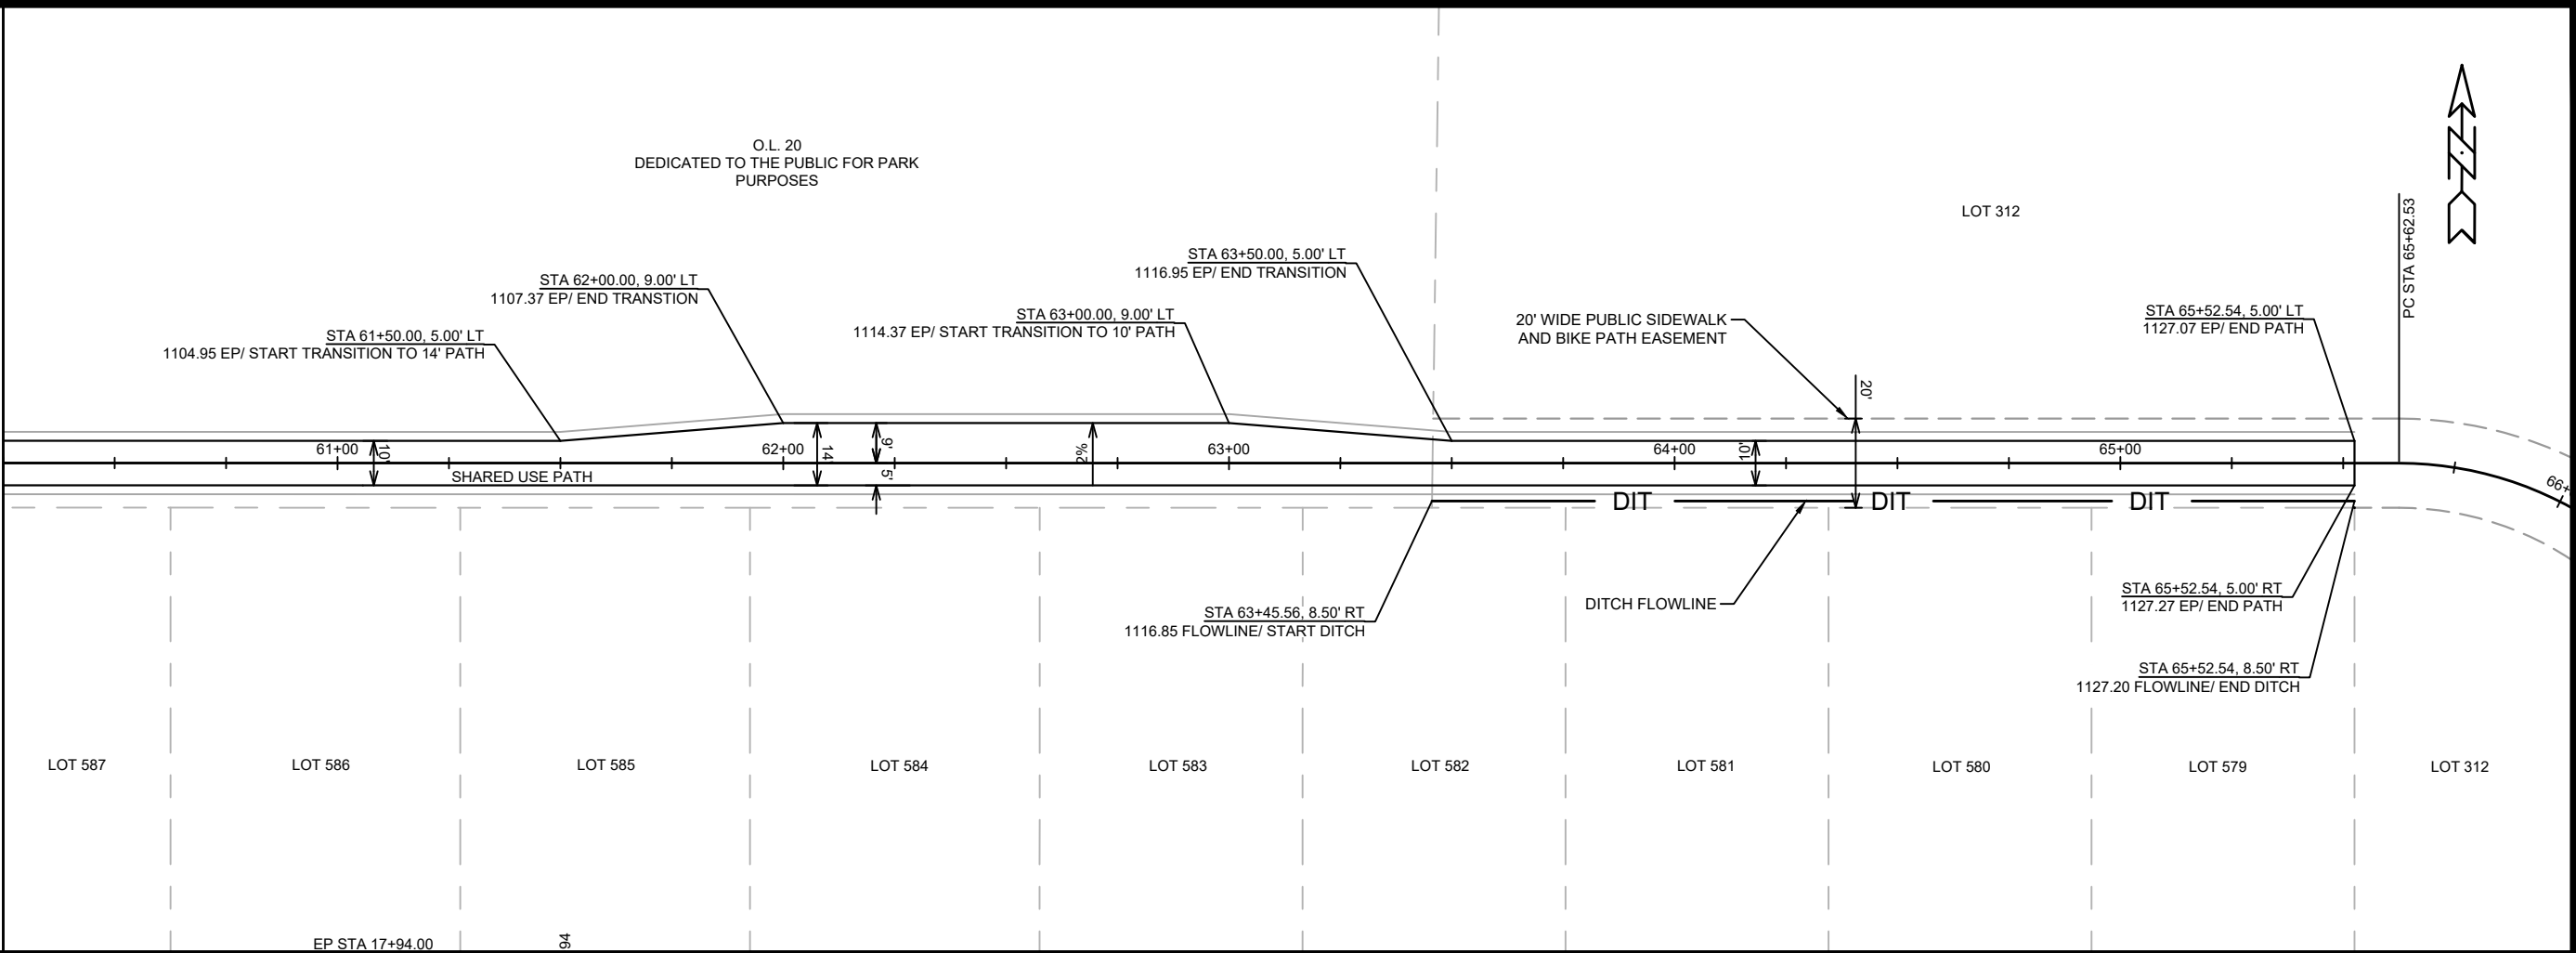 O.L. 20
DEDICATED TO THE PUBLIC FOR PARK
PURPOSES
LOT 312
N
PC STA 65+62.53
STA 63+50.00, 5.00' LT
1116.95 EP/ END TRANSITION
STA 62+00.00, 9.00' LT
1107.37 EP/ END TRANSTION
STA 63+00.00, 9.00' LT
1114.37 EP/ START TRANSITION TO 10' PATH
STA 61+50.00, 5.00' LT
1104.95 EP/ START TRANSITION TO 14' PATH
20' WIDE PUBLIC SIDEWALK
AND BIKE PATH EASEMENT
STA 65+52.54, 5.00' LT
1127.07 EP/ END PATH
20'
61+00
10'
62+00
14'
9'
5'
2%
63+00
64+00
10'
65+00
66+
SHARED USE PATH
DIT
DIT
DIT
STA 63+45.56, 8.50' RT
1116.85 FLOWLINE/ START DITCH
DITCH FLOWLINE
STA 65+52.54, 5.00' RT
1127.27 EP/ END PATH
STA 65+52.54, 8.50' RT
1127.20 FLOWLINE/ END DITCH
LOT 587
LOT 586
LOT 585
LOT 584
LOT 583
LOT 582
LOT 581
LOT 580
LOT 579
LOT 312
EP STA 17+94.00
94